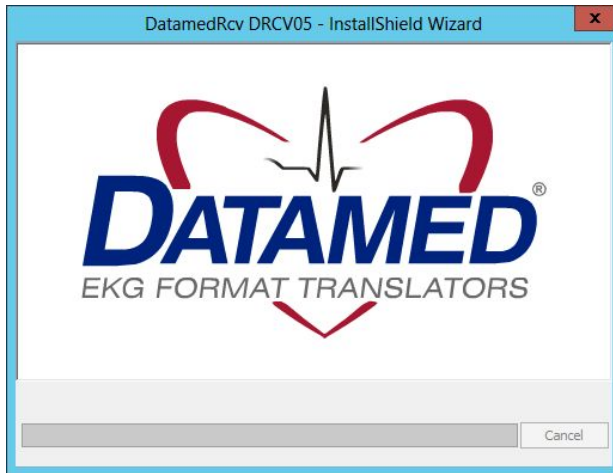 DatamedRcv DRCV05 - InstallShield Wizard
x
DATAMED®
EKG FORMAT TRANSLATORS
Cancel